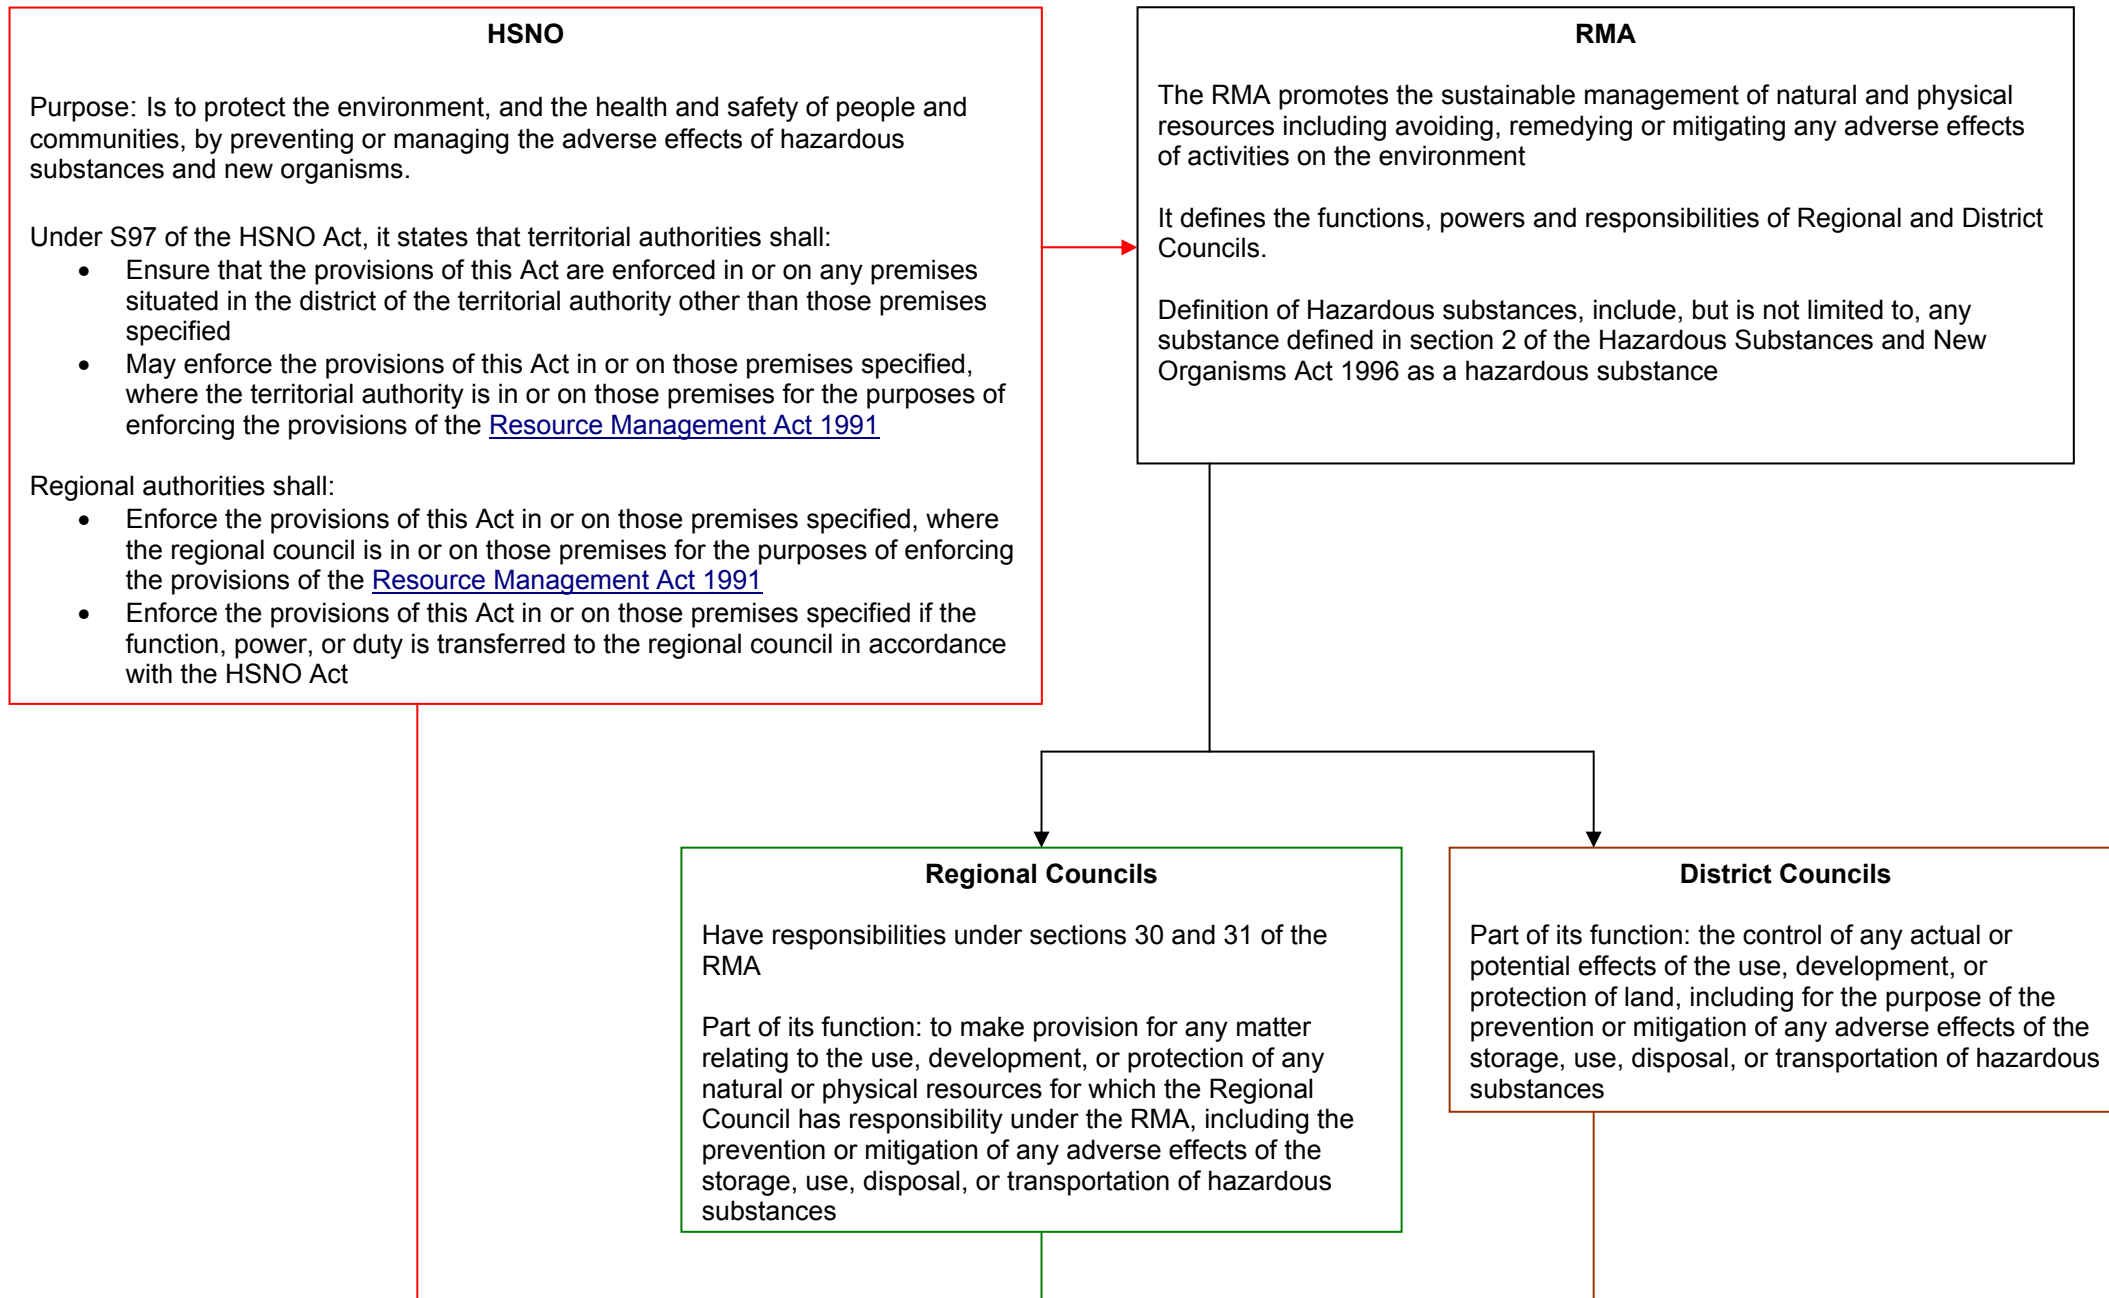 HSNO
Purpose: Is to protect the environment, and the health and safety of people and
communities, by preventing or managing the adverse effects of hazardous
substances and new organisms.
Under S97 of the HSNO Act, it states that territorial authorities shall:
• Ensure that the provisions of this Act are enforced in or on any premises
situated in the district of the territorial authority other than those premises
specified
• May enforce the provisions of this Act in or on those premises specified,
where the territorial authority is in or on those premises for the purposes of
enforcing the provisions of the Resource Management Act 1991
Regional authorities shall:
• Enforce the provisions of this Act in or on those premises specified, where
the regional council is in or on those premises for the purposes of enforcing
the provisions of the Resource Management Act 1991
• Enforce the provisions of this Act in or on those premises specified if the
function, power, or duty is transferred to the regional council in accordance
with the HSNO Act
RMA
The RMA promotes the sustainable management of natural and physical
resources including avoiding, remedying or mitigating any adverse effects
of activities on the environment
It defines the functions, powers and responsibilities of Regional and District
Councils.
Definition of Hazardous substances, include, but is not limited to, any
substance defined in section 2 of the Hazardous Substances and New
Organisms Act 1996 as a hazardous substance
Regional Councils
Have responsibilities under sections 30 and 31 of the
RMA
Part of its function: to make provision for any matter
relating to the use, development, or protection of any
natural or physical resources for which the Regional
Council has responsibility under the RMA, including the
prevention or mitigation of any adverse effects of the
storage, use, disposal, or transportation of hazardous
substances
District Councils
Part of its function: the control of any actual or
potential effects of the use, development, or
protection of land, including for the purpose of the
prevention or mitigation of any adverse effects of the
storage, use, disposal, or transportation of hazardous
substances